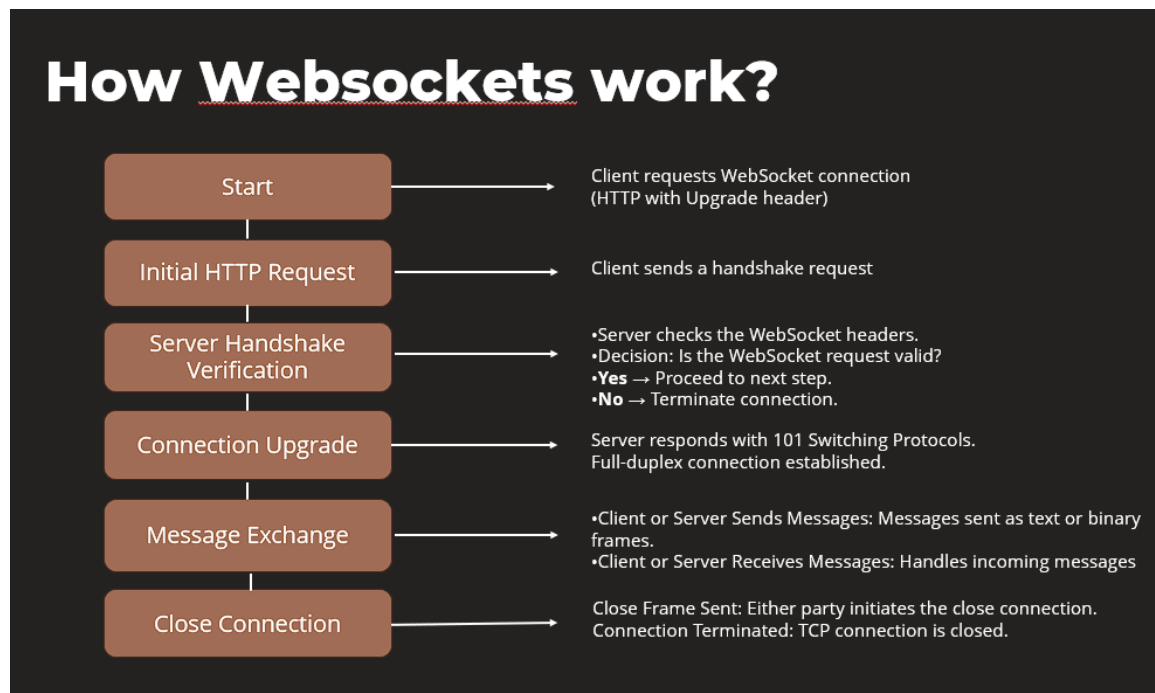 How Websockets work?
Start
Client requests WebSocket connection
(HTTP with Upgrade header)
Initial HTTP Request
Client sends a handshake request
Server Handshake
Verification
•Server checks the WebSocket headers.
•Decision: Is the WebSocket request valid?
•Yes → Proceed to next step.
•No → Terminate connection.
Connection Upgrade
Server responds with 101 Switching Protocols.
Full-duplex connection established.
Message Exchange
•Client or Server Sends Messages: Messages sent as text or binary
frames.
•Client or Server Receives Messages: Handles incoming messages
Close Connection
Close Frame Sent: Either party initiates the close connection.
Connection Terminated: TCP connection is closed.